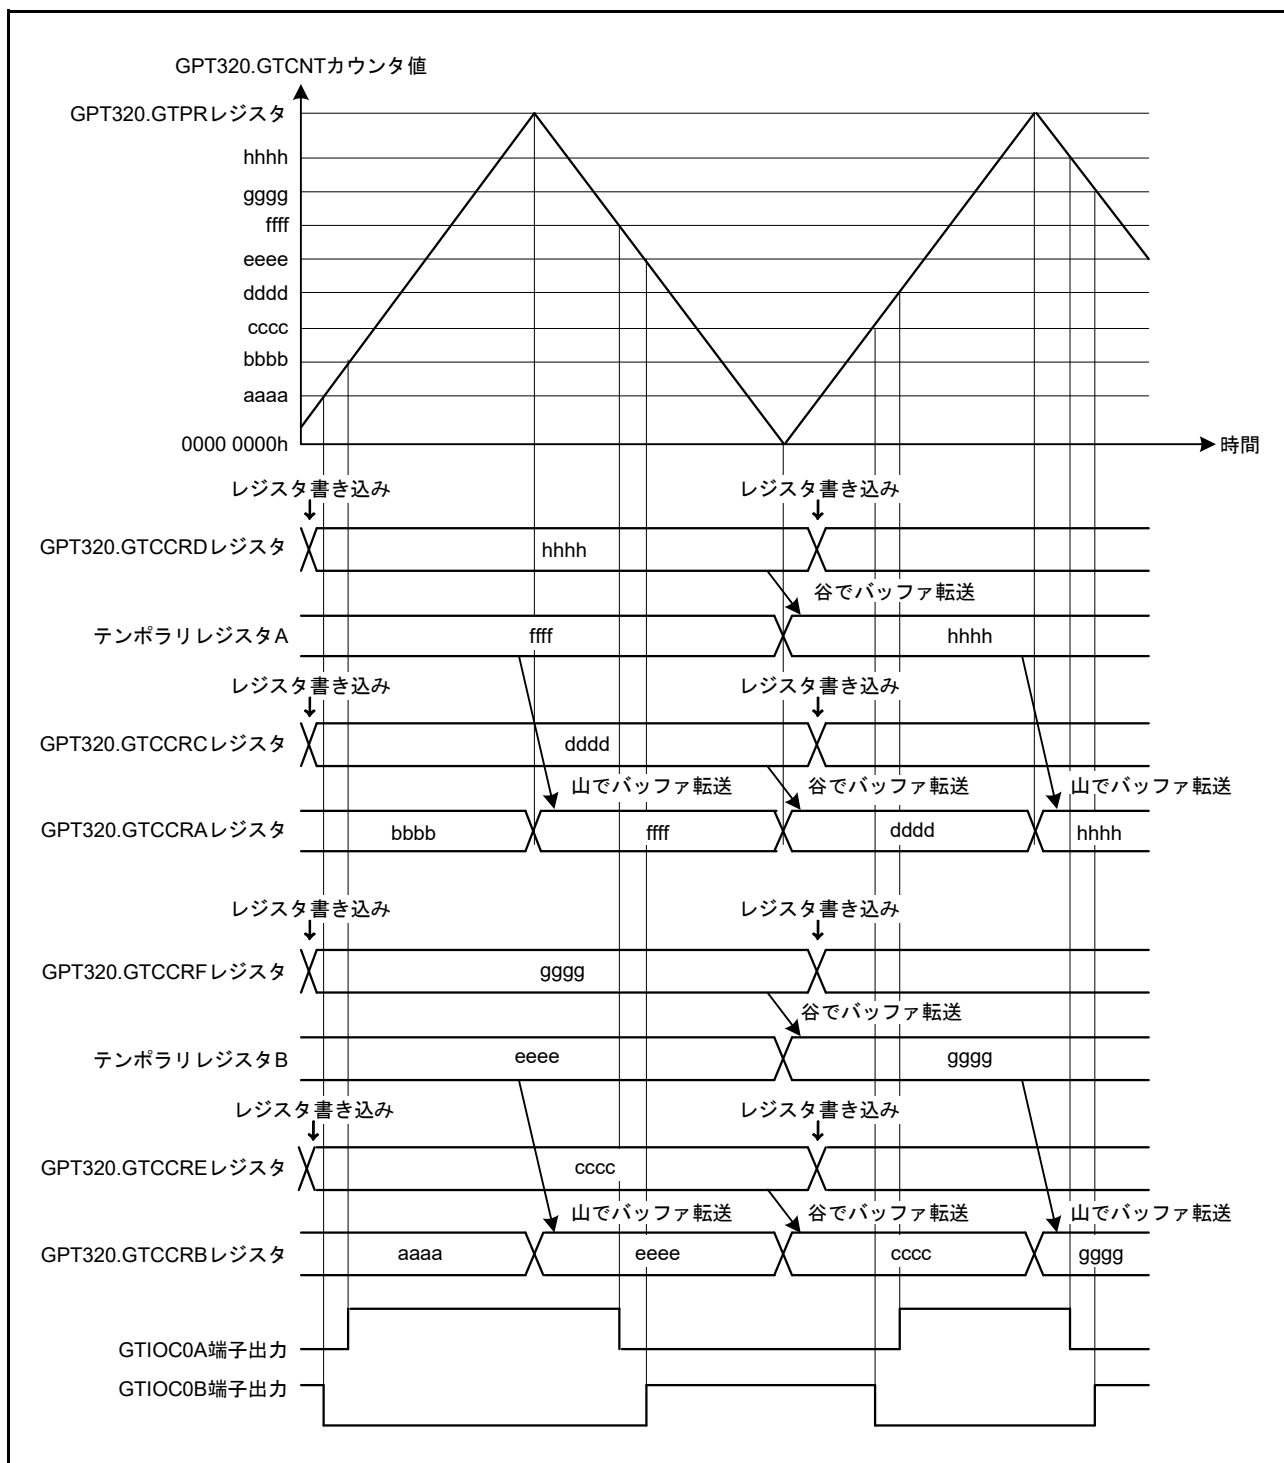 GPT320.GTCNTカウンタ値
GPT320.GTPRレジスタ
hhhh
gggg
ffff
eeee
dddd
cccc
bbbb
aaaa
0000 0000h
時間
レジスタ書き込み
レジスタ書き込み
GPT320.GTCCRDレジスタ
hhhh
谷でバッファ転送
テンポラリレジスタA
ffff
hhhh
レジスタ書き込み
レジスタ書き込み
GPT320.GTCCRCレジスタ
dddd
山でバッファ転送
谷でバッファ転送
山でバッファ転送
GPT320.GTCCRAレジスタ
bbbb
ffff
dddd
hhhh
レジスタ書き込み
レジスタ書き込み
GPT320.GTCCRFレジスタ
gggg
谷でバッファ転送
テンポラリレジスタB
eeee
gggg
レジスタ書き込み
レジスタ書き込み
GPT320.GTCCREレジスタ
cccc
山でバッファ転送
谷でバッファ転送
山でバッファ転送
GPT320.GTCCRBレジスタ
aaaa
eeee
cccc
gggg
GTIOC0A端子出力
GTIOC0B端子出力